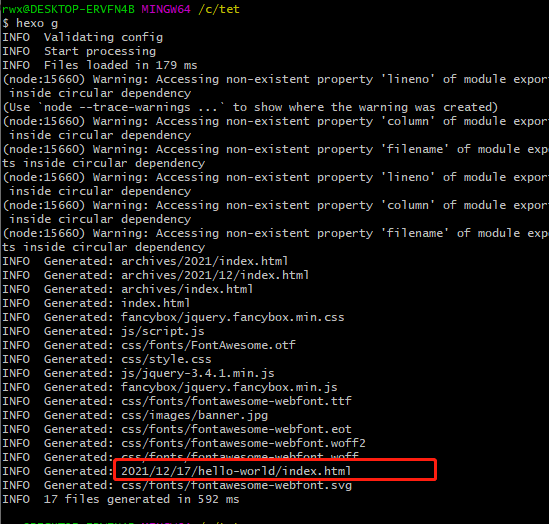 rwx@DESKTOP-ERVFN4B MINGW64 /c/tet
$ hexo g
INFO  Validating config
INFO  Start processing
INFO  Files loaded in 179 ms
(node:15660) Warning: Accessing non-existent property 'lineno' of module export
 inside circular dependency
(Use `node --trace-warnings ...` to show where the warning was created)
(node:15660) Warning: Accessing non-existent property 'column' of module export
 inside circular dependency
(node:15660) Warning: Accessing non-existent property 'filename' of module expo
ts inside circular dependency
(node:15660) Warning: Accessing non-existent property 'lineno' of module export
 inside circular dependency
(node:15660) Warning: Accessing non-existent property 'column' of module export
 inside circular dependency
(node:15660) Warning: Accessing non-existent property 'filename' of module expo
ts inside circular dependency
INFO  Generated: archives/2021/index.html
INFO  Generated: archives/2021/12/index.html
INFO  Generated: archives/index.html
INFO  Generated: index.html
INFO  Generated: fancybox/jquery.fancybox.min.css
INFO  Generated: js/script.js
INFO  Generated: css/fonts/FontAwesome.otf
INFO  Generated: css/style.css
INFO  Generated: js/jquery-3.4.1.min.js
INFO  Generated: fancybox/jquery.fancybox.min.js
INFO  Generated: css/fonts/fontawesome-webfont.ttf
INFO  Generated: css/images/banner.jpg
INFO  Generated: css/fonts/fontawesome-webfont.eot
INFO  Generated: css/fonts/fontawesome-webfont.woff2
INFO  Generated: css/fonts/fontawesome-webfont.woff
INFO  Generated: 2021/12/17/hello-world/index.html
INFO  Generated: css/fonts/fontawesome-webfont.svg
INFO  17 files generated in 592 ms